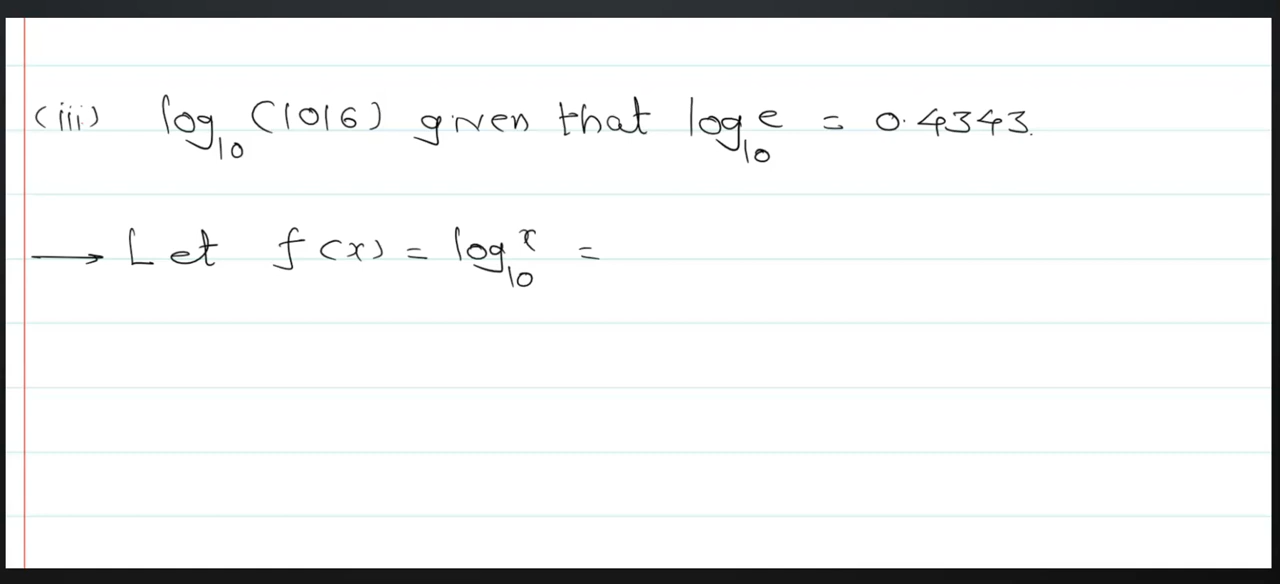 (iii) log₁₀ (1016) given that log₁₀ e = 0.4343.
→ Let f(x) = log₁₀ x =